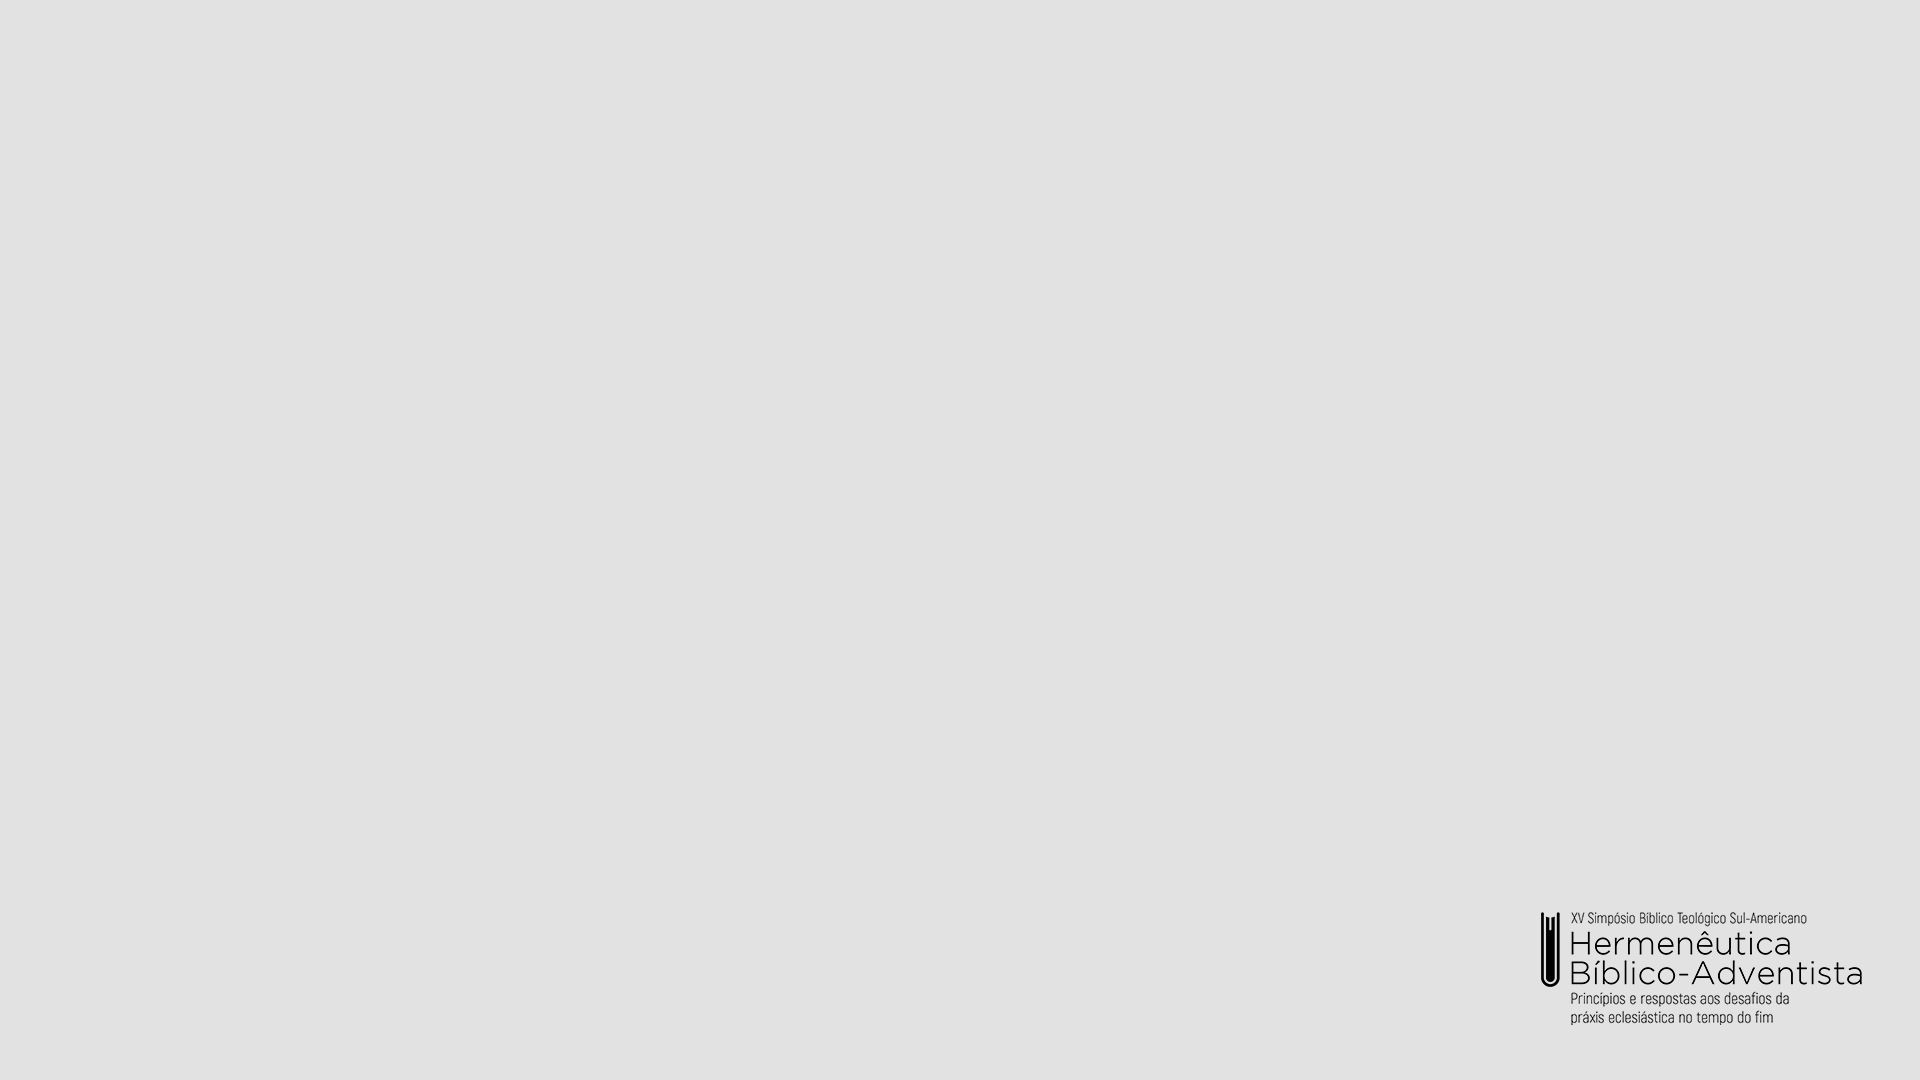 XV Simpósio Bíblico Teológico Sul-Americano
Hermenêutica
Bíblico-Adventista
Princípios e respostas aos desafios da
práxis eclesiástica no tempo do fim